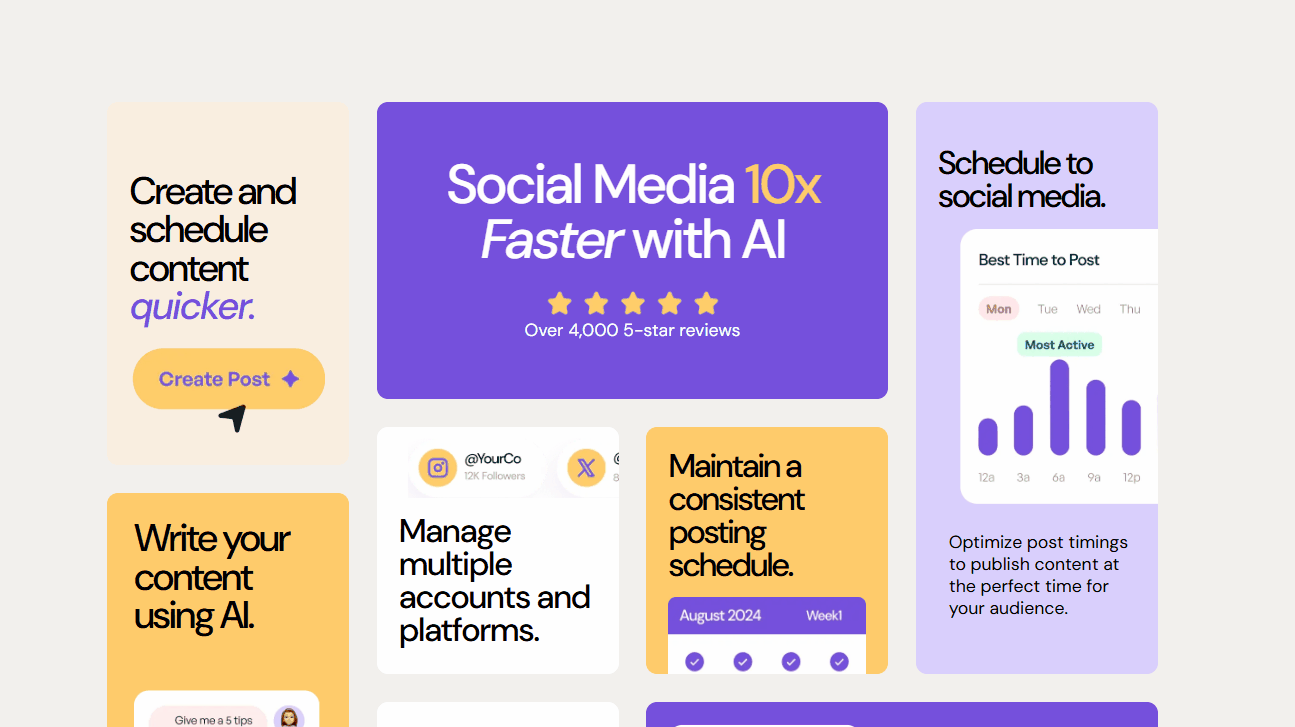 Create and
schedule
content
quicker.
Create Post
Write your
content
using AI.
Give me a 5 tips
Social Media 10x
Faster with AI
Over 4,000 5-star reviews
@YourCo
12K Followers
Manage
multiple
accounts and
platforms.
Maintain a
consistent
posting
schedule.
August 2024 Week1
Schedule to
social media.
Best Time to Post
Mon Tue Wed Thu
Most Active
12a 3a 6a 9a 12p
Optimize post timings
to publish content at
the perfect time for
your audience.